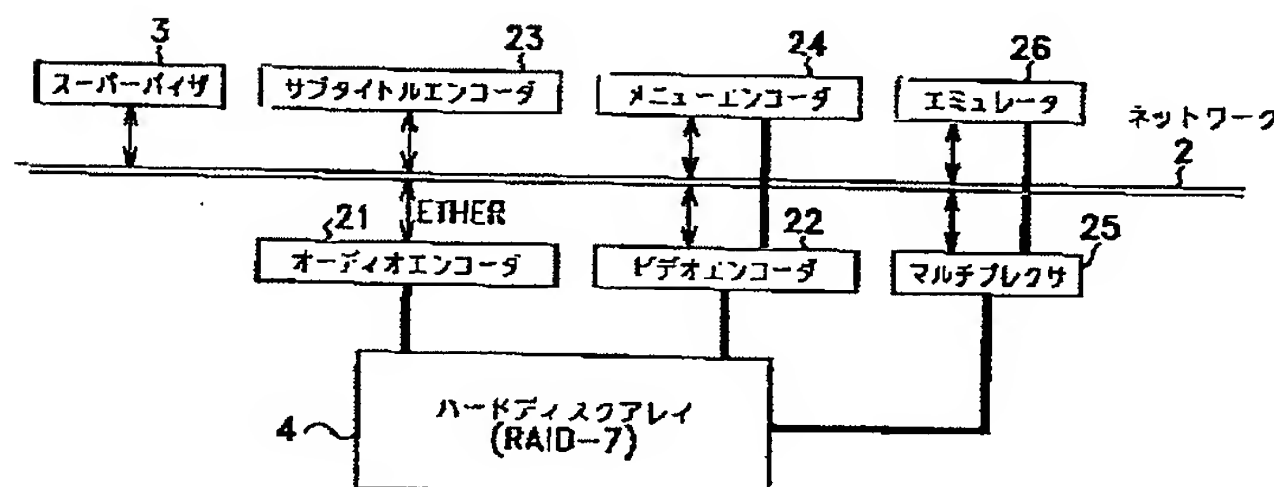 3
スーパーバイザ
23
サブタイトルエンコーダ
24
メニューエンコーダ
26
エミュレータ
ネットワーク
2
21
ETHER
オーディオエンコーダ
22
ビデオエンコーダ
25
マルチプレクサ
4
ハードディスクアレイ
(RAID-7)